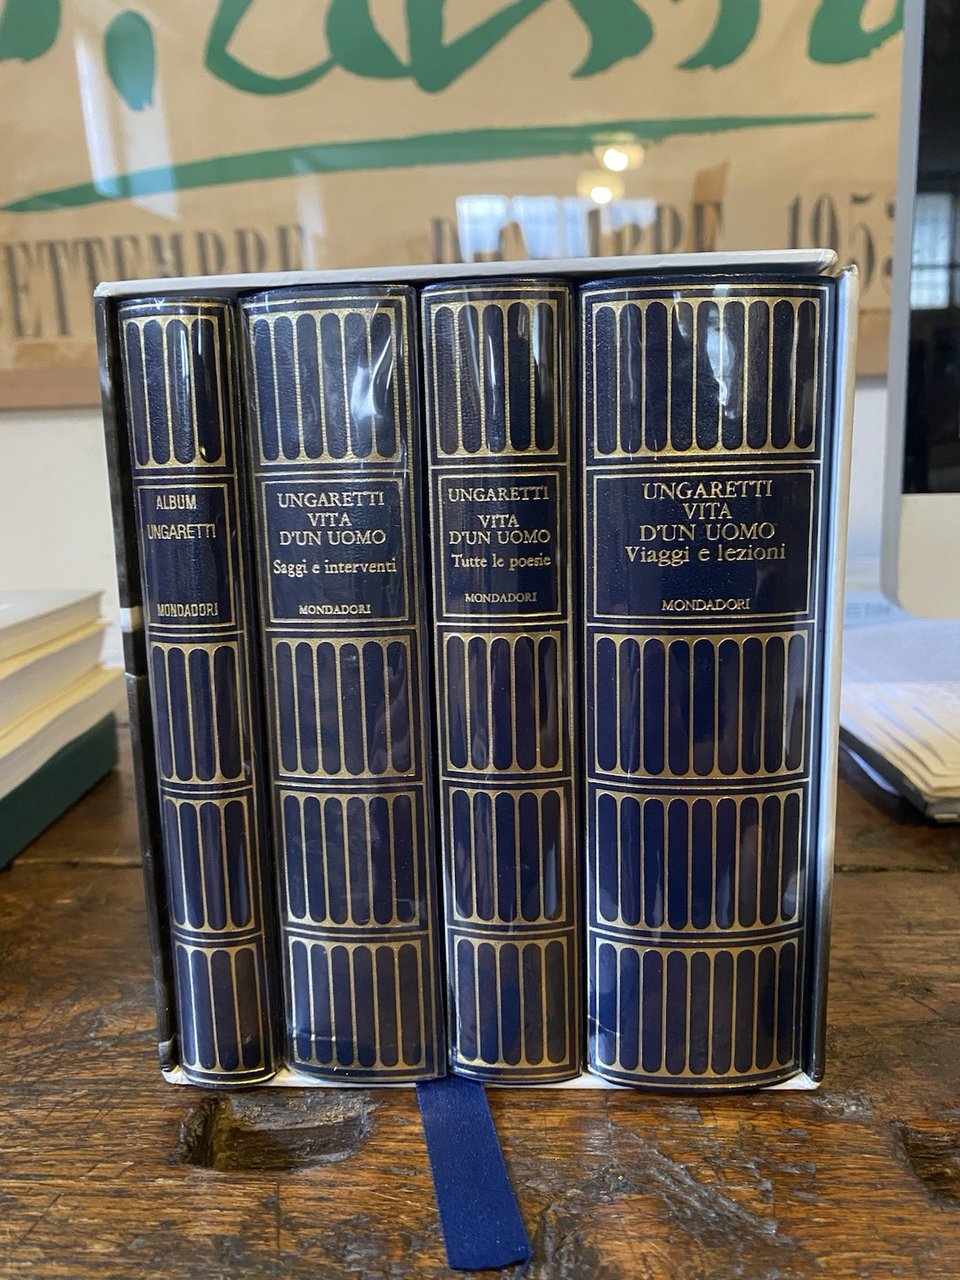 SETTEMBRE
195
ALBUM
UNGARETTI
MONDADORI
UNGARETTI
VITA
D'UN UOMO
Saggi e interventi
MONDADORI
UNGARETTI
VITA
D'UN UOMO
Tutte le poesie
MONDADORI
UNGARETTI
VITA
D'UN UOMO
Viaggi e lezioni
MONDADORI